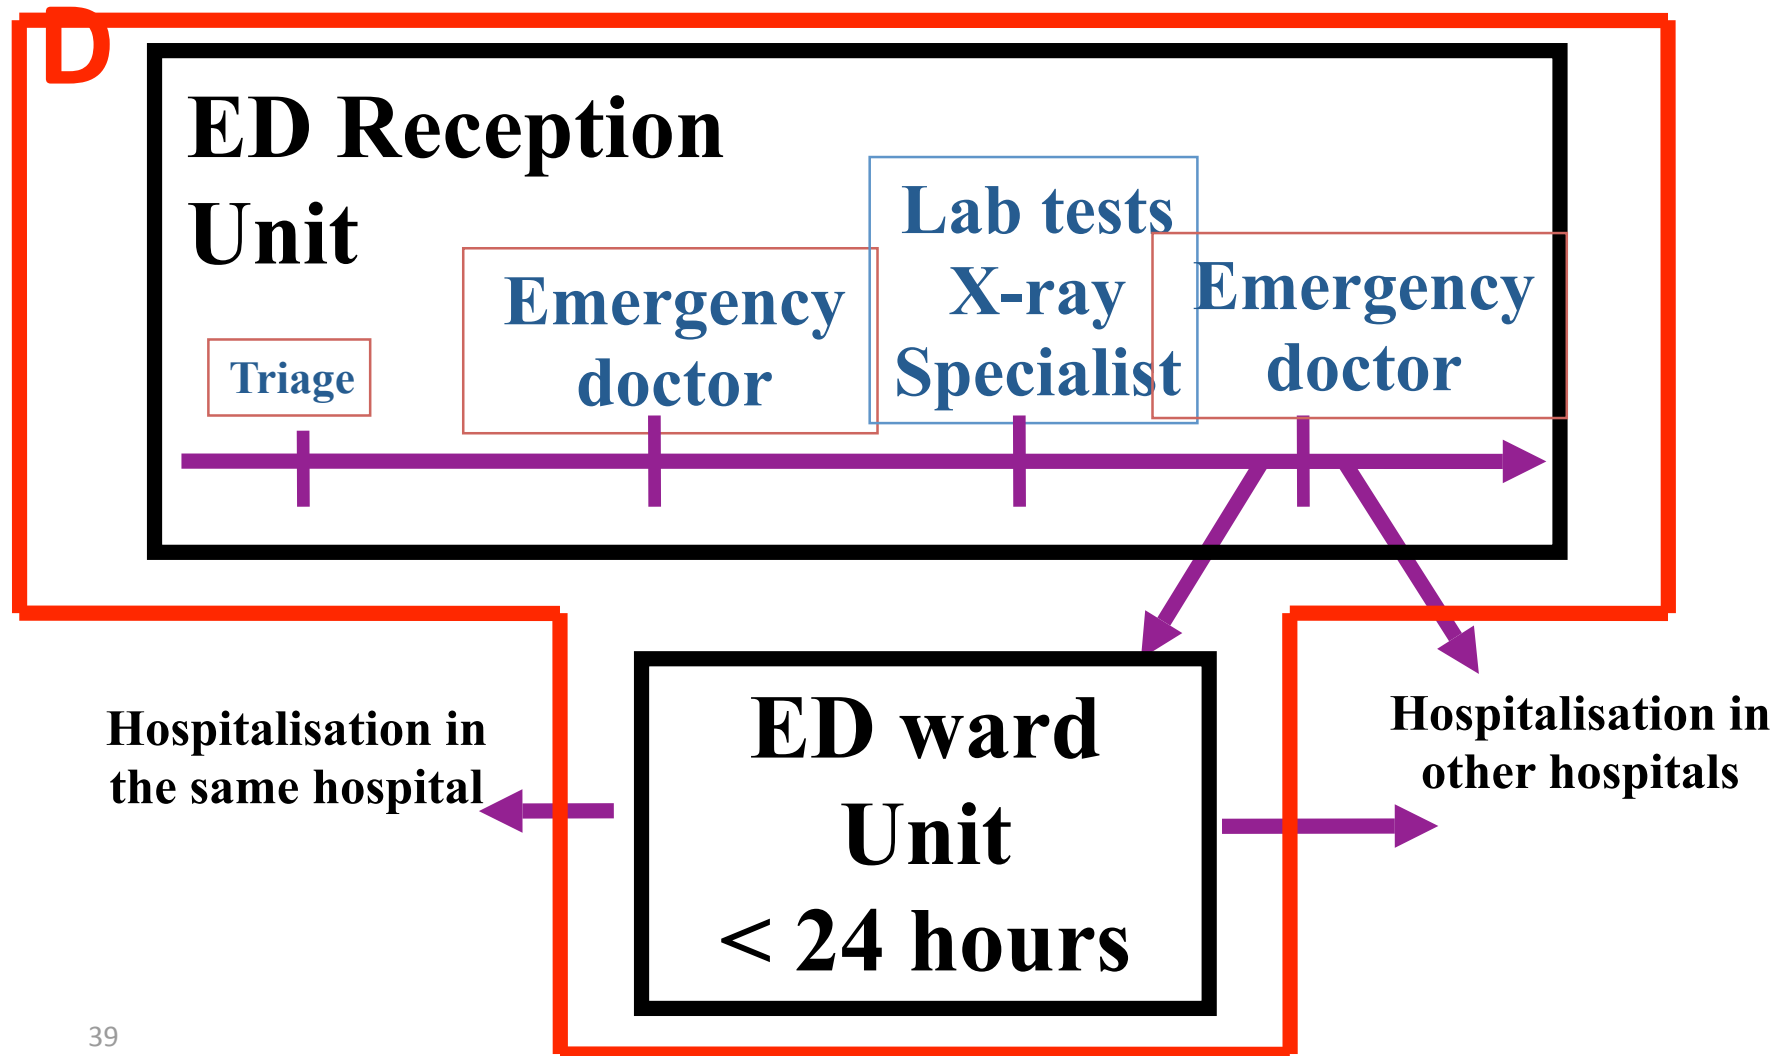 D
ED Reception
Unit
Triage
Emergency
doctor
Lab tests
X-ray
Specialist
Emergency
doctor
Hospitalisation in
the same hospital
ED ward
Unit
< 24 hours
Hospitalisation in
other hospitals
39